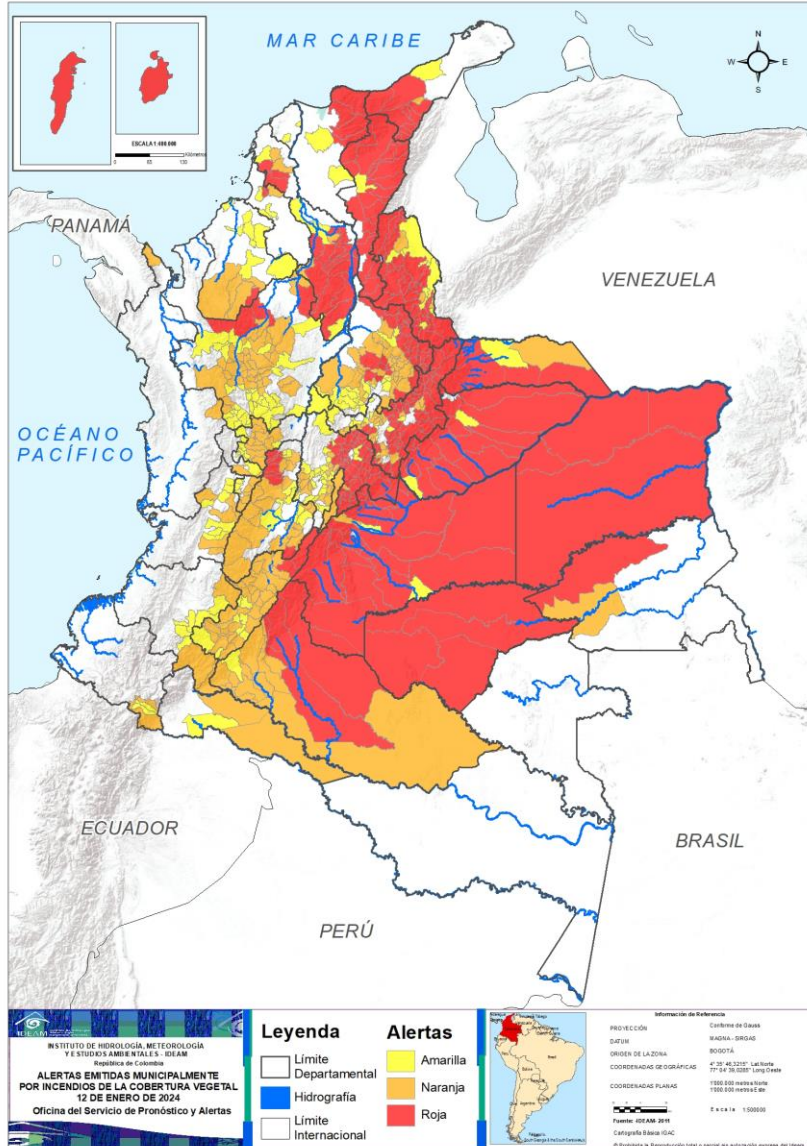 MAR CARIBE
N
W
E
S
ESCALA 1:400.000
PANAMÁ
VENEZUELA
OCÉANO
PACÍFICO
ECUADOR
BRASIL
PERÚ
IDEAM
INSTITUTO DE HIDROLOGÍA, METEOROLOGÍA
Y ESTUDIOS AMBIENTALES - IDEAM
República de Colombia
ALERTAS EMITIDAS MUNICIPALMENTE
POR INCENDIOS DE LA COBERTURA VEGETAL
12 DE ENERO DE 2024
Oficina del Servicio de Pronóstico y Alertas
Leyenda
Límite
Departamental
Hidrografía
Límite
Internacional
Alertas
Amarilla
Naranja
Roja
Información de Referencia
PROYECCIÓN Conforme de Gauss
DATUM MAGNA - SIRGAS
ORIGEN DE LA ZONA BOGOTÁ
COORDENADAS GEOGRÁFICAS
COORDENADAS PLANAS
Escala 1:500000
Fuente: IDEAM- 2011
Cartografía Básica IGAC